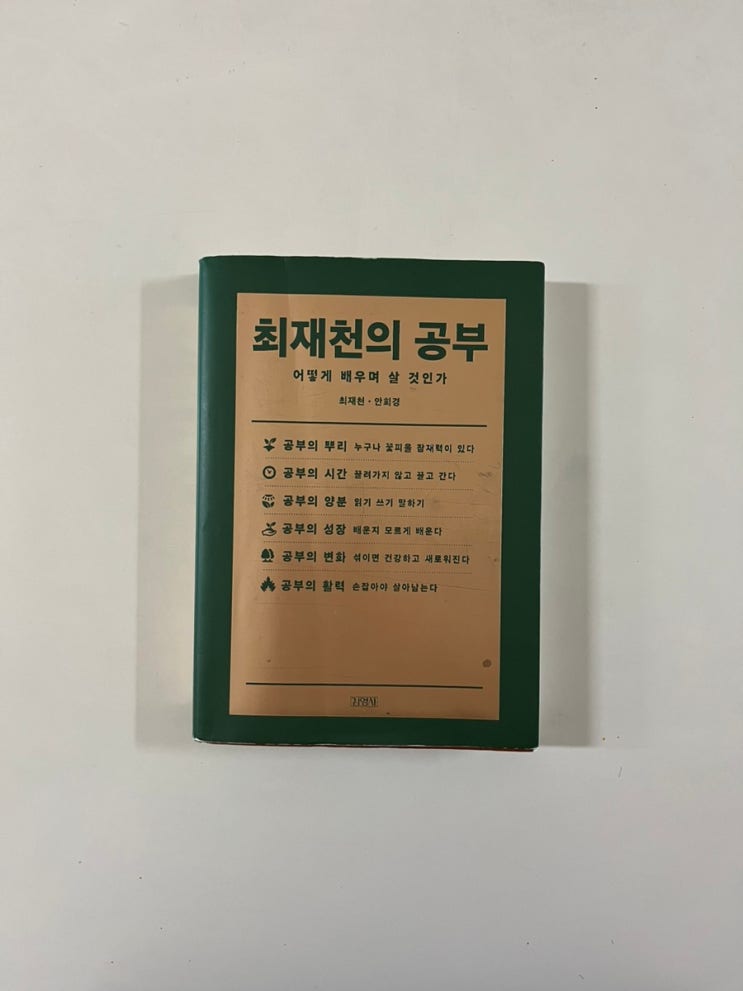 최재천의 공부
어떻게 배우며 살 것인가
최재천 · 안희경
공부의 뿌리 누구나 꽃피울 잠재력이 있다
공부의 시간 끌려가지 않고 끌고 간다
공부의 양분 읽기 쓰기 말하기
공부의 성장 배운지 모르게 배운다
공부의 변화 섞이면 건강하고 새로워진다
공부의 활력 손잡아야 살아남는다
김영사